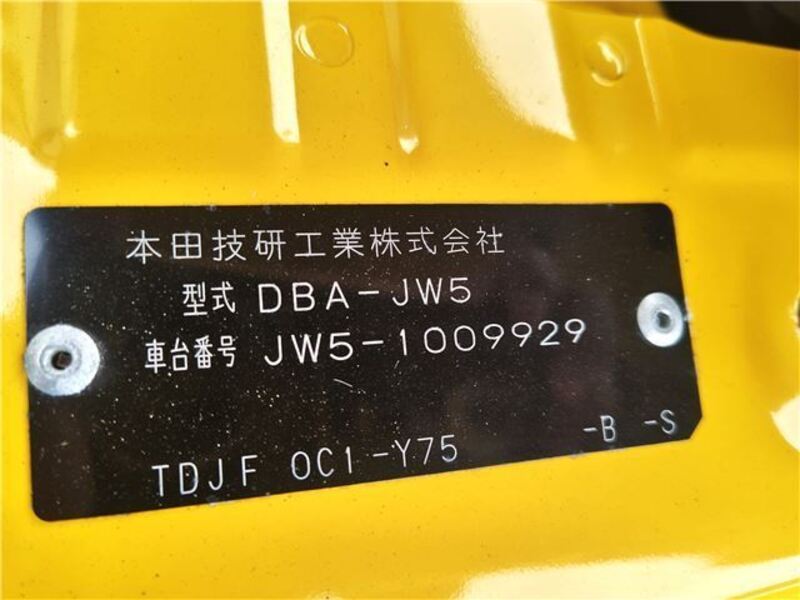 本田技研工業株式会社
型式 DBA-JW5
車台番号 JW5-1009929
TDJF 0C1-Y75 -B -S